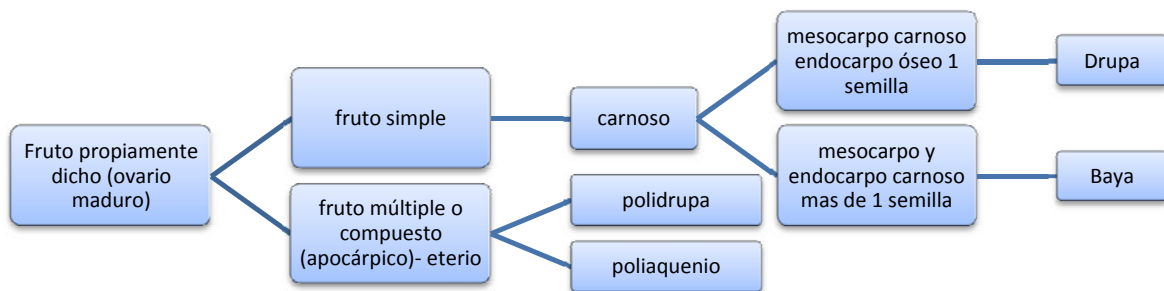 Fruto propiamente
dicho (ovario
maduro)
fruto simple
carnoso
mesocarpo carnoso
endocarpo óseo 1
semilla
Drupa
mesocarpo y
endocarpo carnoso
mas de 1 semilla
Baya
fruto múltiple o
compuesto
(apocárpico)- eterio
polidrupa
poliaquenio